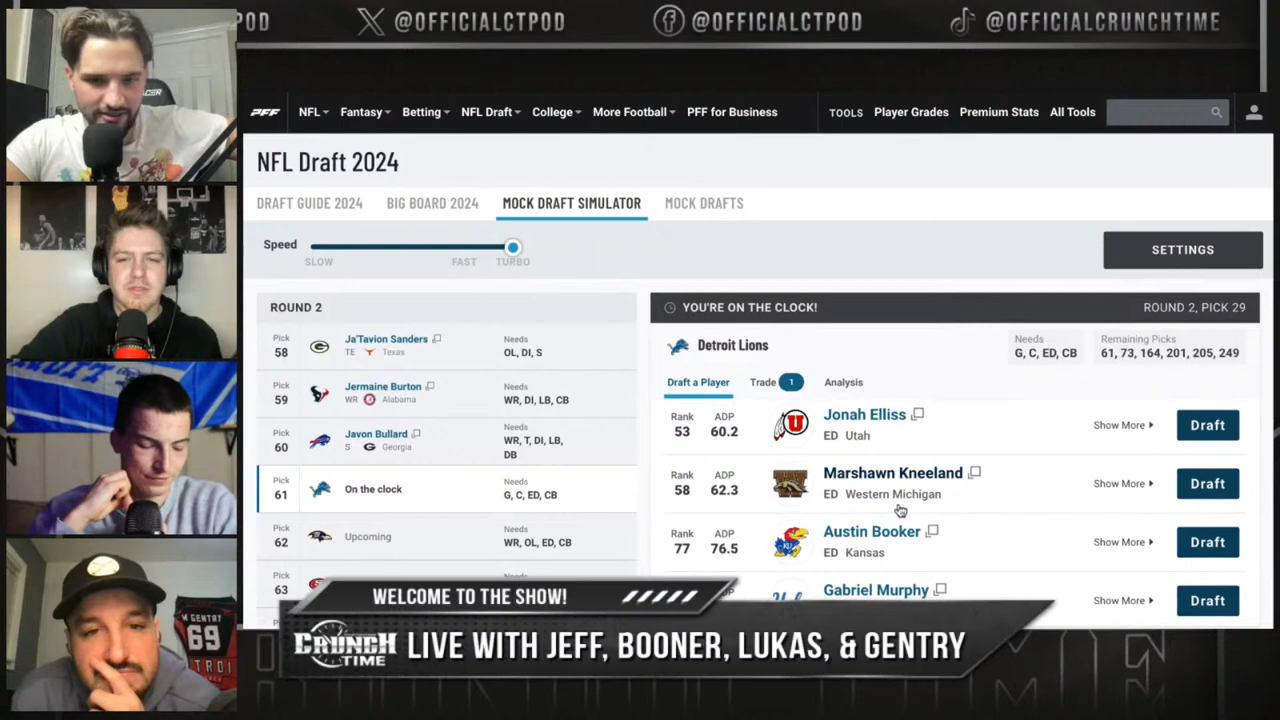 POD
@OFFICIALCTPOD
@OFFICIALCTPOD
@OFFICIALCRUNCHTIME
PFF
NFL
Fantasy
Betting
NFL Draft
College
More Football
PFF for Business
TOOLS
Player Grades
Premium Stats
All Tools
NFL Draft 2024
DRAFT GUIDE 2024
BIG BOARD 2024
MOCK DRAFT SIMULATOR
MOCK DRAFTS
Speed
SLOW
FAST
TURBO
SETTINGS
ROUND 2
Pick
58
Ja'Tavion Sanders
TE
Texas
Needs
OL, DI, S
Pick
59
Jermaine Burton
WR
Alabama
Needs
WR, DI, LB, CB
Pick
60
Javon Bullard
S
Georgia
Needs
WR, T, DI, LB,
DB
Pick
61
On the clock
Needs
G, C, ED, CB
Pick
62
Upcoming
Needs
WR, OL, ED, CB
Pick
63
YOU'RE ON THE CLOCK!
ROUND 2, PICK 29
Detroit Lions
Needs
G, C, ED, CB
Remaining Picks
61, 73, 164, 201, 205, 249
Draft a Player
Trade
1
Analysis
Rank
53
ADP
60.2
Jonah Elliss
ED Utah
Show More
Draft
Rank
58
ADP
62.3
Marshawn Kneeland
ED Western Michigan
Show More
Draft
Rank
77
ADP
76.5
Austin Booker
ED Kansas
Show More
Draft
Gabriel Murphy
Show More
Draft
M GENTRY
69
WELCOME TO THE SHOW!
CRUNCH
TIME
LIVE WITH JEFF, BOONER, LUKAS, & GENTRY